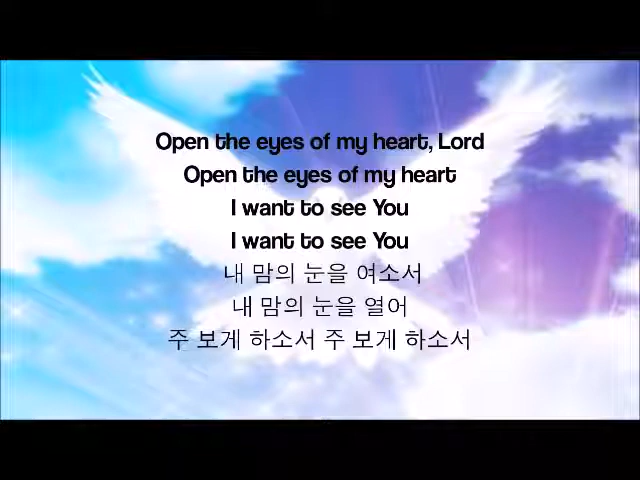 Open the eyes of my heart, Lord
Open the eyes of my heart
I want to see You
I want to see You
내 맘의 눈을 여소서
내 맘의 눈을 열어
주 보게 하소서 주 보게 하소서